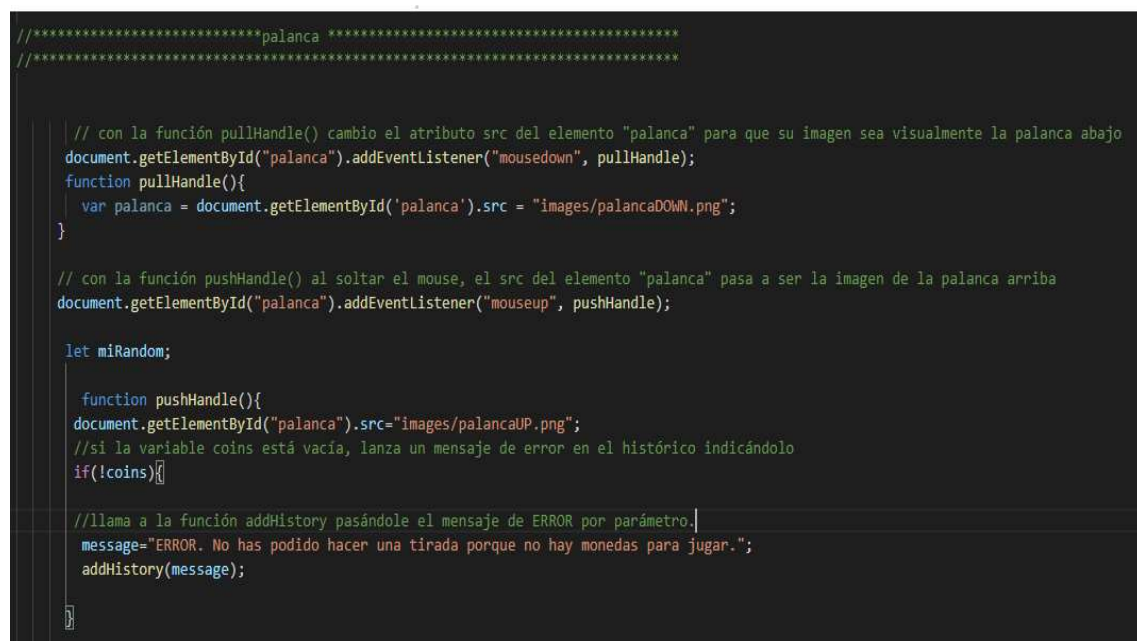 //****************************palanca *******************************************
//*******************************************************************************
// con la función pullHandle() cambio el atributo src del elemento "palanca" para que su imagen sea visualmente la palanca abajo
document.getElementById("palanca").addEventListener("mousedown", pullHandle);
function pullHandle(){
var palanca = document.getElementById('palanca').src = "images/palancaDOWN.png";
}
// con la función pushHandle() al soltar el mouse, el src del elemento "palanca" pasa a ser la imagen de la palanca arriba
document.getElementById("palanca").addEventListener("mouseup", pushHandle);
let miRandom;
function pushHandle(){
document.getElementById("palanca").src="images/palancaUP.png";
//si la variable coins está vacía, lanza un mensaje de error en el histórico indicándolo
if(!coins){
//llama a la función addHistory pasándole el mensaje de ERROR por parámetro.
message="ERROR. No has podido hacer una tirada porque no hay monedas para jugar.";
addHistory(message);
}